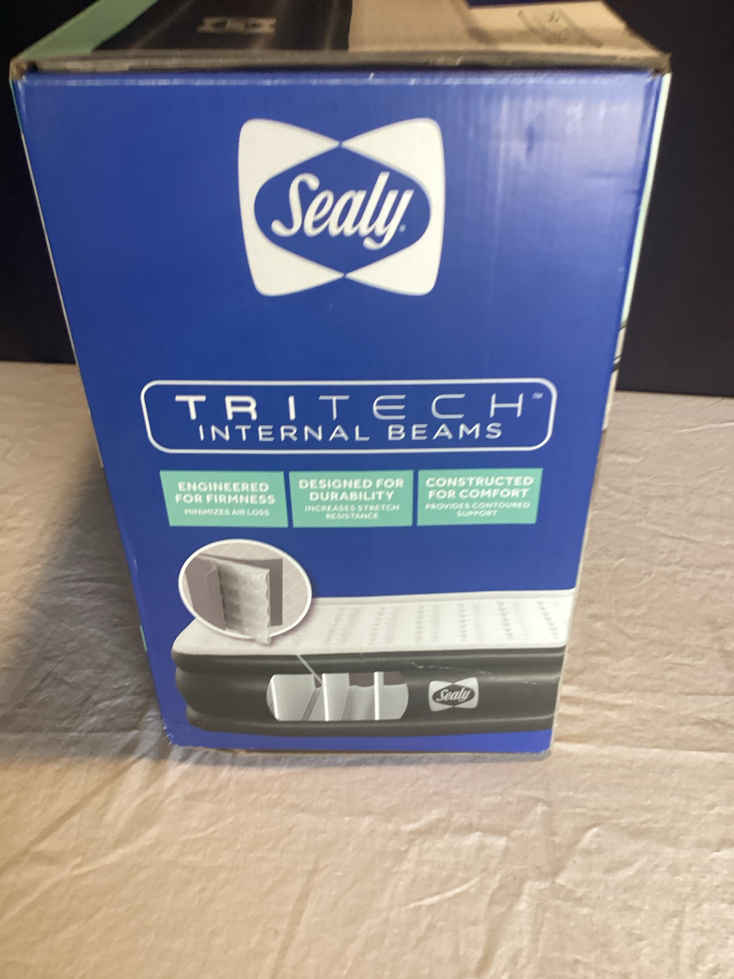 Sealy
TRITECH™
INTERNAL BEAMS
ENGINEERED
FOR FIRMNESS
MINIMIZES AIR LOSS
DESIGNED FOR
DURABILITY
INCREASES STRETCH
RESISTANCE
CONSTRUCTED
FOR COMFORT
PROVIDES CONTOURED
SUPPORT
Sealy